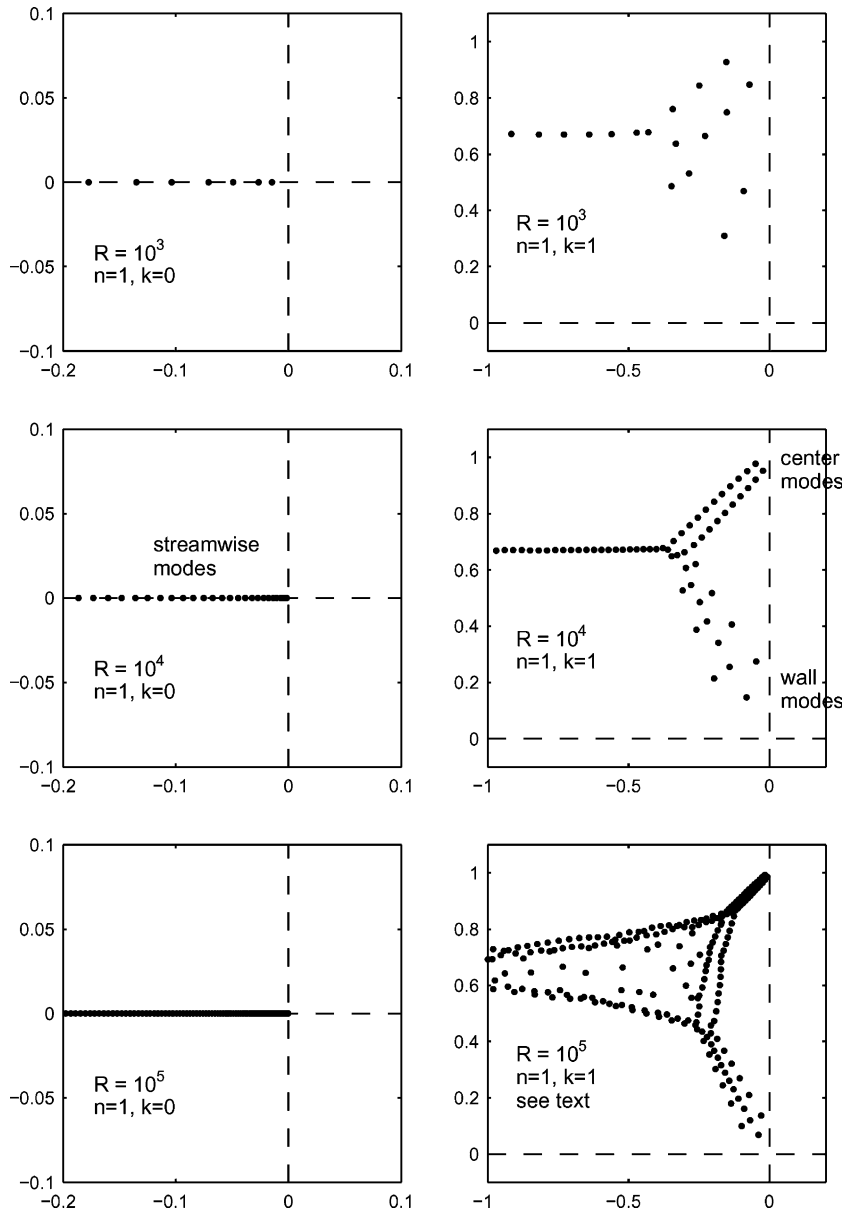 0.1
0.05
0
−0.05
−0.1
−0.2 −0.1 0 0.1
R = 10^3
n=1, k=0
1
0.8
0.6
0.4
0.2
0
−1 −0.5 0
R = 10^3
n=1, k=1
0.1
0.05
0
−0.05
−0.1
−0.2 −0.1 0 0.1
streamwise
modes
R = 10^4
n=1, k=0
1
0.8
0.6
0.4
0.2
0
−1 −0.5 0
center
modes
R = 10^4
n=1, k=1
wall
modes
0.1
0.05
0
−0.05
−0.1
−0.2 −0.1 0 0.1
R = 10^5
n=1, k=0
1
0.8
0.6
0.4
0.2
0
−1 −0.5 0
R = 10^5
n=1, k=1
see text